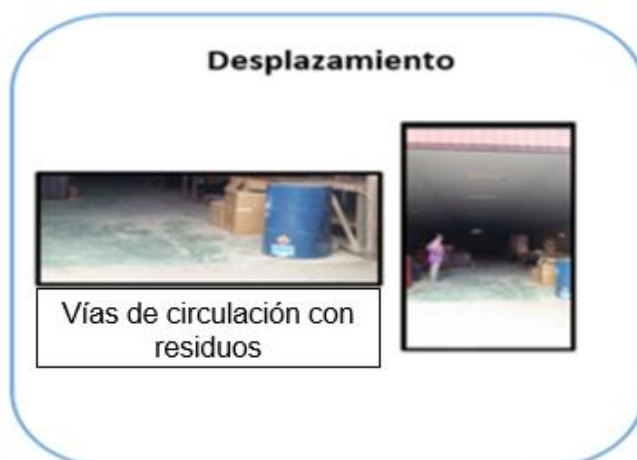 Desplazamiento
Vías de circulación con
residuos